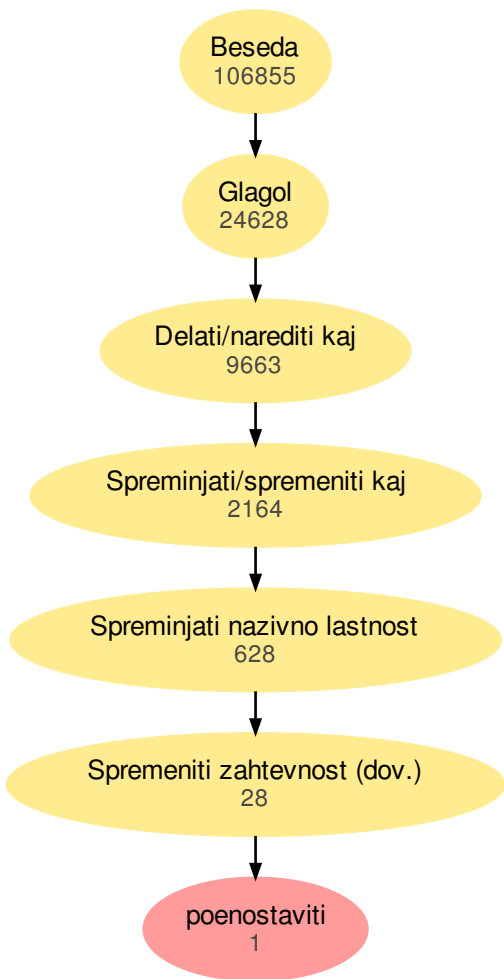 Beseda
106855
Glagol
24628
Delati/narediti kaj
9663
Spreminjati/spremeniti kaj
2164
Spreminjati nazivno lastnost
628
Spremeniti zahtevnost (dov.)
28
poenostaviti
1